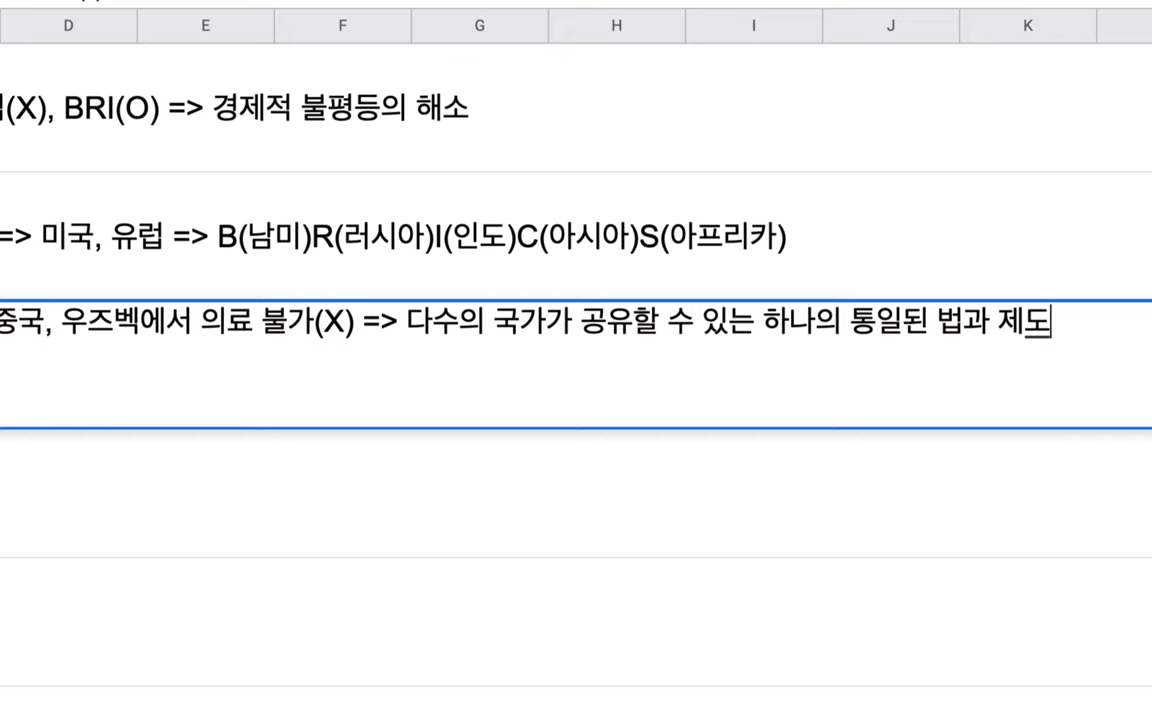 D E F G H I J K
(X), BRI(O) => 경제적 불평등의 해소
=> 미국, 유럽 => B(남미)R(러시아)I(인도)C(아시아)S(아프리카)
중국, 우즈벡에서 의료 불가(X) => 다수의 국가가 공유할 수 있는 하나의 통일된 법과 제도